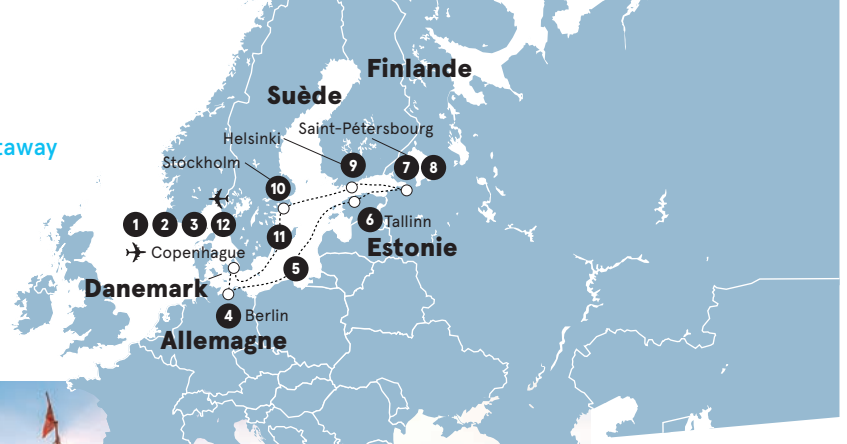 Finlande
Suède
Saint-Pétersbourg
Helsinki
taway
Stockholm
9
7 8
10
1 2 3 12
6 Tallinn
11
Estonie
Copenhague
5
Danemark
4 Berlin
Allemagne